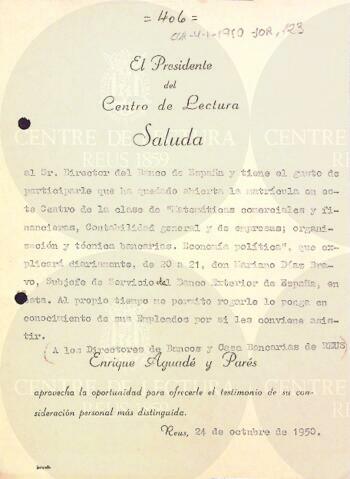 = 406 =
El Presidente
del
Centro de Lectura
Saluda
al Sr. Director del Banco de España y tiene el gusto de
participarle que ha quedado abierta la matrícula en es-
te Centro de la clase de "Matemáticas comerciales y fi-
nancieras, Contabilidad general y de empresas; organi-
zación y técnica bancarias. Economía política", que ex-
plicará diariamente, de 20 a 21, don Mariano Díaz Bra-
vo, Subjefe de Servicio del Banco Exterior de España, en
ésta. Al propio tiempo me permito rogarle lo ponga en
conocimiento de sus Empleados por si les conviene asis-
tir.
(A los Directores de Bancos y Casa Bancarias de REUS)
Enrique Aguadé y Parés
aprovecha la oportunidad para ofrecerle el testimonio de su con-
sideración personal más distinguida.
Reus, 24 de octubre de 1950.
CENTRE DE LECTURA
REUS 1859
CENTRE DE LECTURA